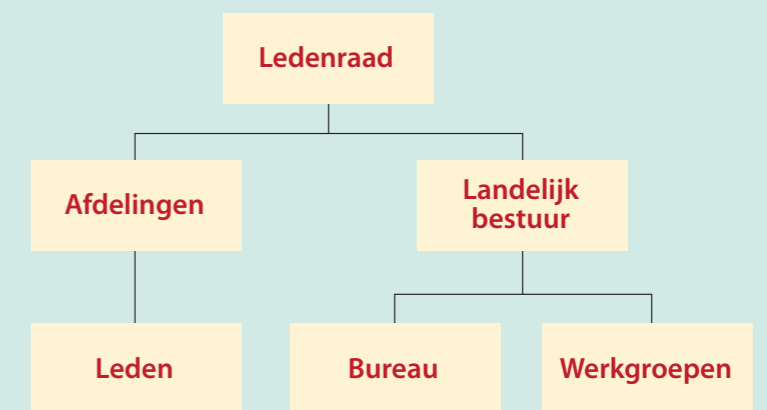 Ledenraad
Afdelingen
Landelijk
bestuur
Leden
Bureau
Werkgroepen